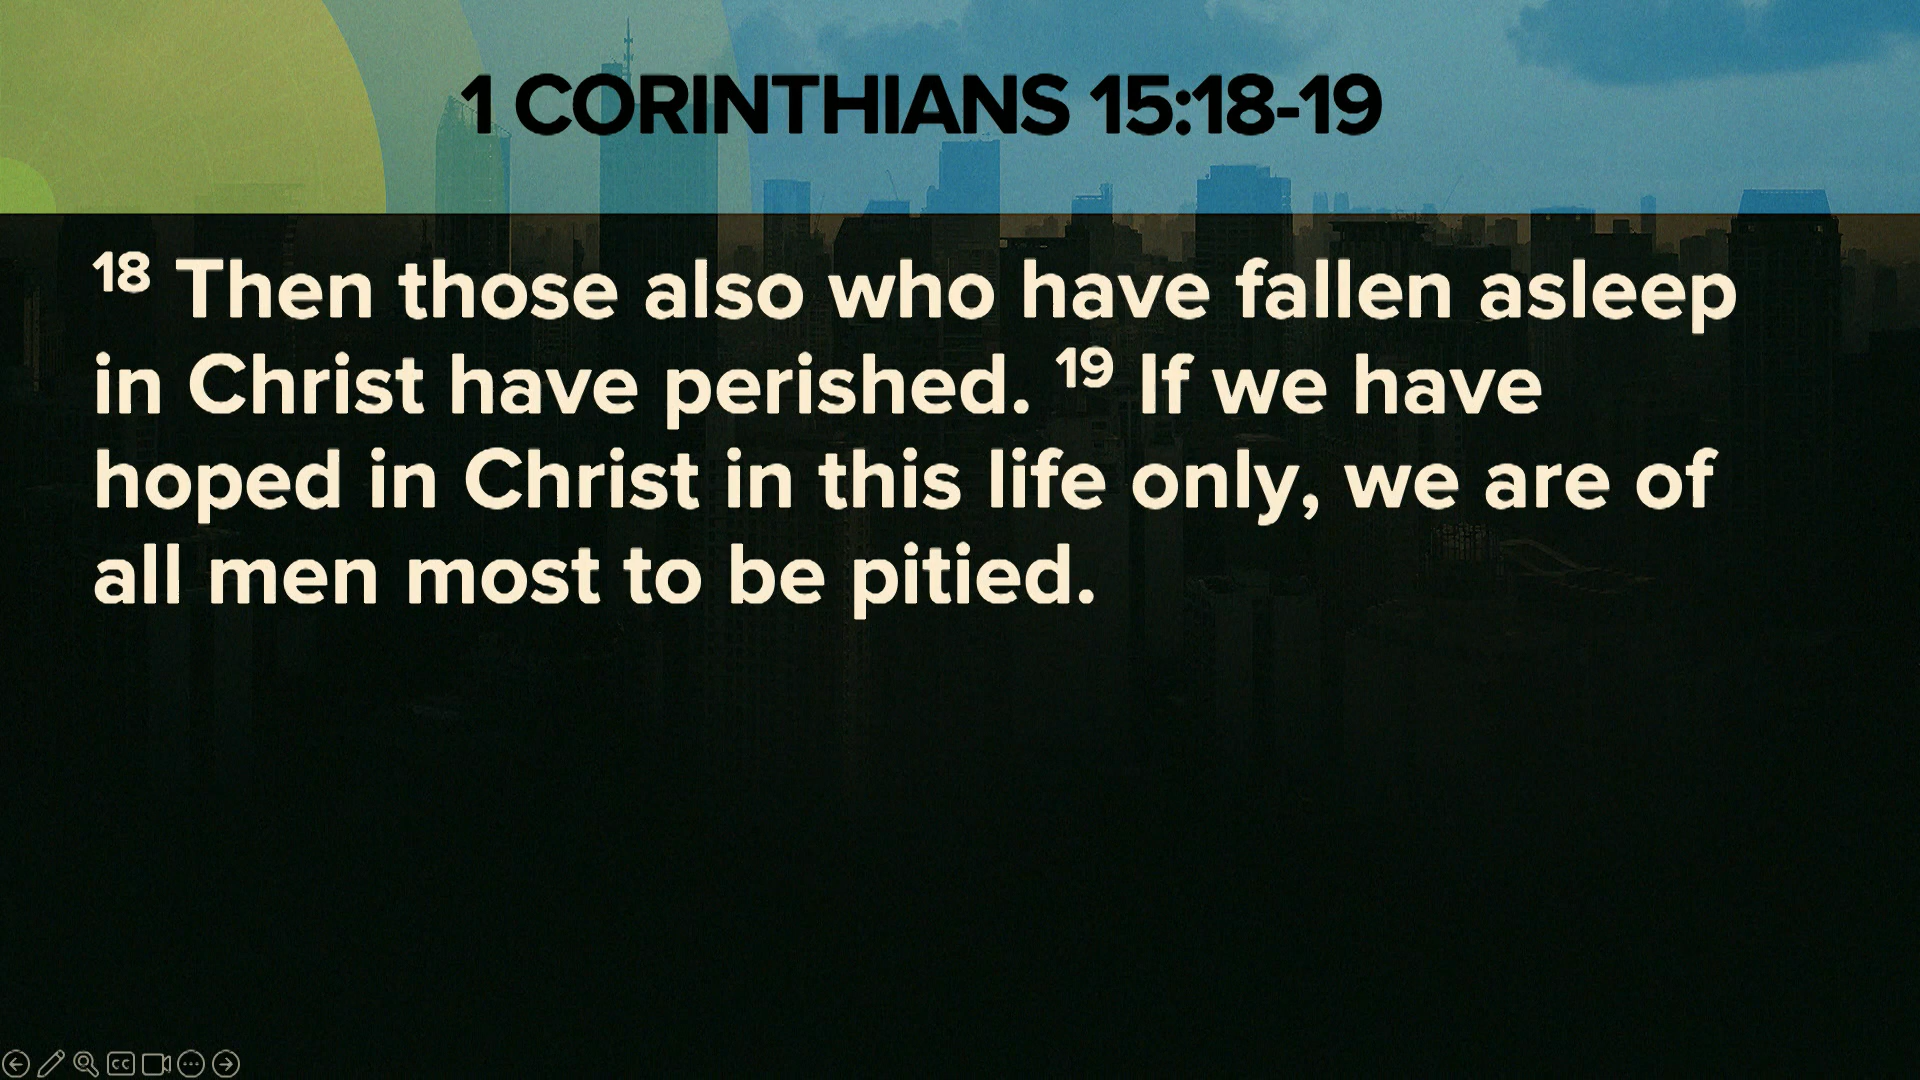 1 CORINTHIANS 15:18-19
18 Then those also who have fallen asleep
in Christ have perished. 19 If we have
hoped in Christ in this life only, we are of
all men most to be pitied.
CC